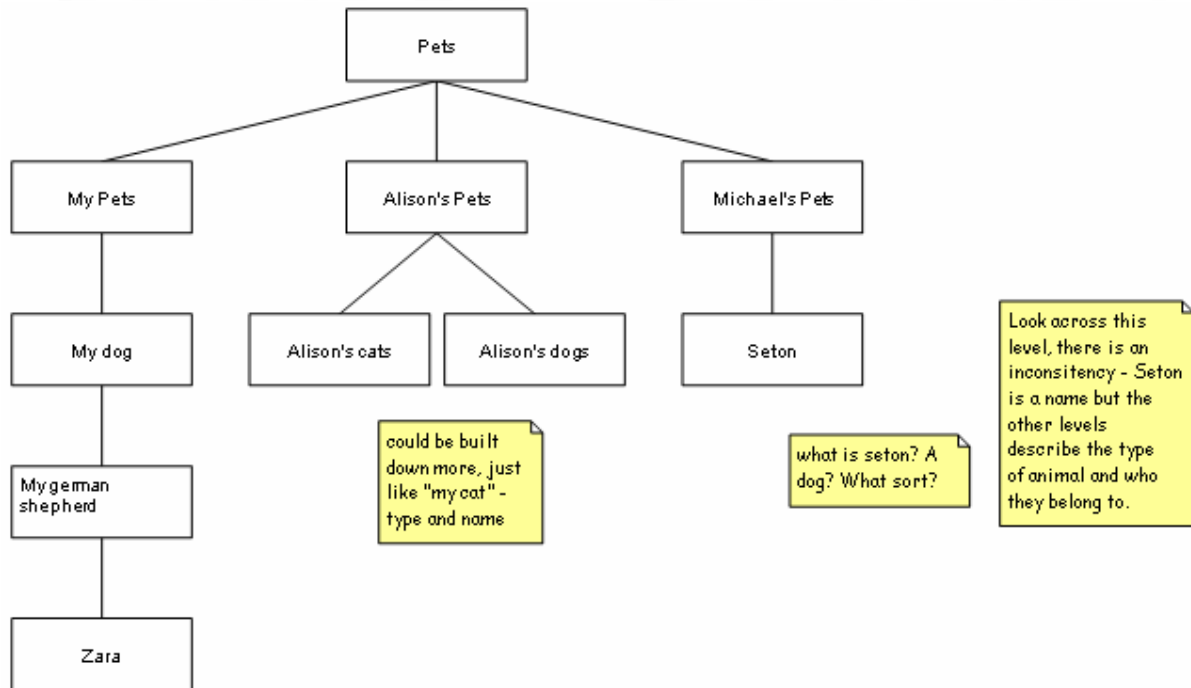 Pets
My Pets
Alison's Pets
Michael's Pets
My dog
Alison's cats
Alison's dogs
Seton
Look across this
level, there is an
inconsitency - Seton
is a name but the
other levels
describe the type
of animal and who
they belong to.
could be built
down more, just
like "my cat" -
type and name
what is seton? A
dog? What sort?
My german
shepherd
Zara